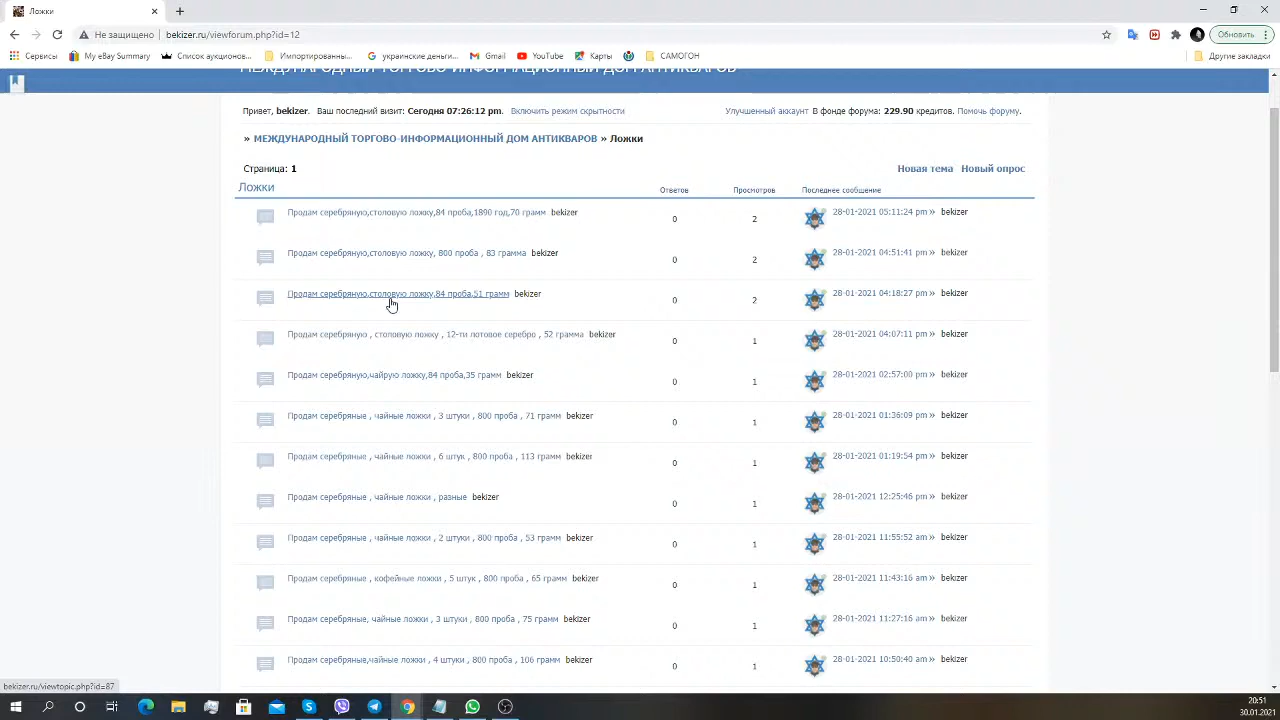 Ложки
Не защищено
bekizer.ru/viewforum.php?id=12
Обновить
Сервисы
My eBay Summary
Список аукционов...
Импортированны...
украинские деньги...
Gmail
YouTube
Карты
САМОГОН
Другие закладки
МЕЖДУНАРОДНЫЙ ТОРГОВО-ИНФОРМАЦИОННЫЙ ДОМ АНТИКВАРОВ
Привет, bekizer. Ваш последний визит: Сегодня 07:26:12 pm. Включить режим скрытности
Улучшенный аккаунт В фонде форума: 229.90 кредитов. Помочь форуму.
» МЕЖДУНАРОДНЫЙ ТОРГОВО-ИНФОРМАЦИОННЫЙ ДОМ АНТИКВАРОВ » Ложки
Страница: 1
Новая тема Новый опрос
Ложки Ответов Просмотров Последнее сообщение
Продам серебряную,столовую ложку,84 проба,1890 год,70 грамм bekizer 0 2 28-01-2021 05:11:24 pm » bekizer
Продам серебряную,столовую ложку, 800 проба , 83 грамма bekizer 0 2 28-01-2021 04:51:41 pm » bekizer
Продам серебряную,столовую ложку,84 проба,51 грамм bekizer 0 2 28-01-2021 04:18:27 pm » bekizer
Продам серебряную , столовую ложку , 12-ти лотовое серебро , 52 грамма bekizer 0 1 28-01-2021 04:07:11 pm » bekizer
Продам серебряную,чайрую ложку,84 проба,35 грамм bekizer 0 1 28-01-2021 02:57:00 pm » bekizer
Продам серебряные , чайные ложки , 3 штуки , 800 проба , 71 грамм bekizer 0 1 28-01-2021 01:36:09 pm » bekizer
Продам серебряные , чайные ложки , 6 штук , 800 проба , 113 грамм bekizer 0 1 28-01-2021 01:19:54 pm » bekizer
Продам серебряные , чайные ложки , разные bekizer 0 1 28-01-2021 12:25:46 pm » bekizer
Продам серебряные , чайные ложки , 2 штуки , 800 проба , 53 грамм bekizer 0 1 28-01-2021 11:55:52 am » bekizer
Продам серебряные , кофейные ложки , 5 штук , 800 проба , 65 грамм bekizer 0 1 28-01-2021 11:43:16 am » bekizer
Продам серебряные, чайные ложки , 3 штуки , 800 проба , 75 грамм bekizer 0 1 28-01-2021 11:27:16 am » bekizer
Продам серебряные,чайные ложки , 4 штуки , 800 проба , 106 грамм bekizer 0 1 28-01-2021 10:50:40 am » bekizer
bekizer.ru/viewtopic.php?id=87
20:51
30.01.2021